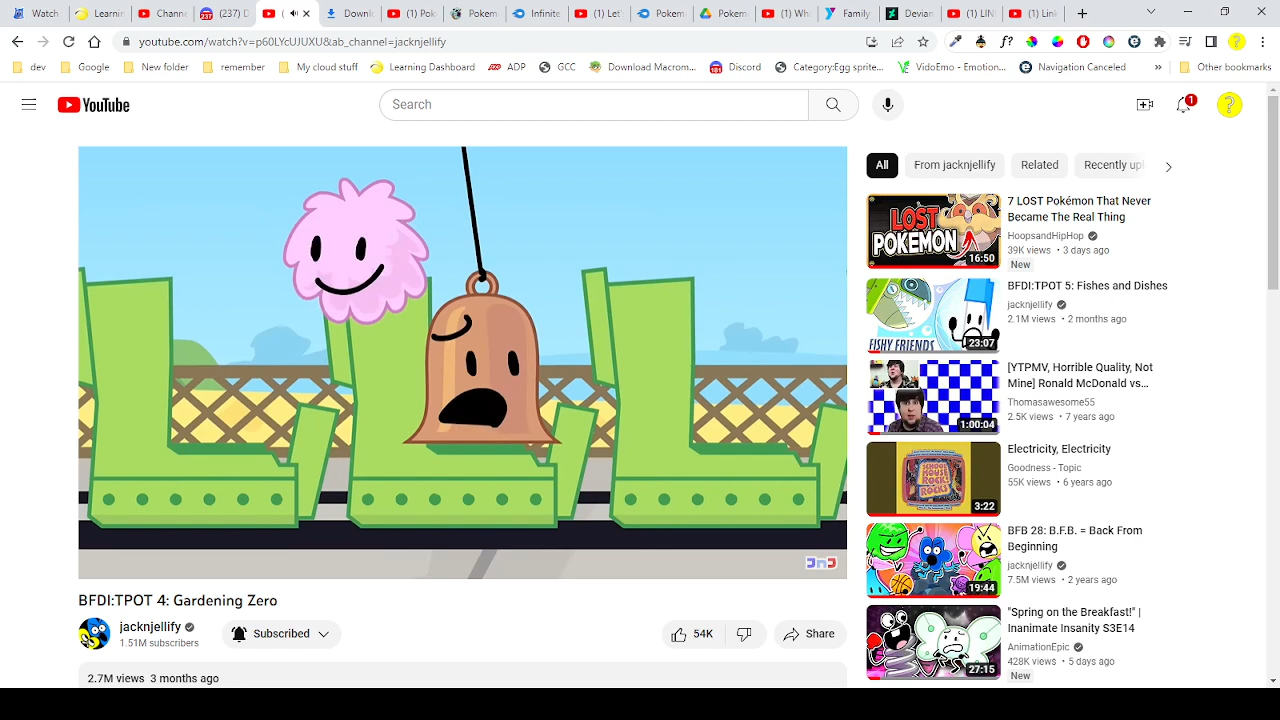 Watch
Learnin
Chann
(237) D
Downl
(1) Pok
Pokem
Infinite
(1) Let'
Pokem
Pokem
(1) Wh
Family
Devian
(1) LIN
(1) Link
youtube.com/watch?v=p60LYcUJUXU&ab_channel=jacknjellify
dev
Google
New folder
remember
My cloud stuff
Learning Dashboard
ADP
GCC
Download Macrom...
Discord
Category:Egg sprite...
VidoEmo - Emotion...
Navigation Canceled
»
Other bookmarks
YouTube
Search
1
?
All
From jacknjellify
Related
Recently upl
LOST
POKEMON
16:50
7 LOST Pokémon That Never
Became The Real Thing
HoopsandHipHop
39K views • 3 days ago
New
FISHY FRIENDS
23:07
BFDI:TPOT 5: Fishes and Dishes
jacknjellify
2.1M views • 2 months ago
1:00:04
[YTPMV, Horrible Quality, Not
Mine] Ronald McDonald vs...
Thomasawesome55
2.5K views • 7 years ago
SCHOOL
HOUSE
ROCK!
ROCKS
3:22
Electricity, Electricity
Goodness - Topic
55K views • 6 years ago
19:44
BFB 28: B.F.B. = Back From
Beginning
jacknjellify
7.5M views • 2 years ago
27:15
"Spring on the Breakfast!" |
Inanimate Insanity S3E14
AnimationEpic
428K views • 5 days ago
New
BFDI:TPOT 4: Gardening Zero
jacknjellify
1.51M subscribers
Subscribed
54K
Share
2.7M views 3 months ago